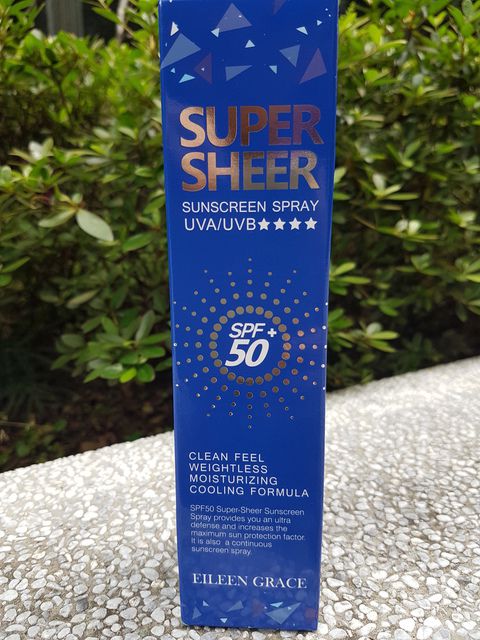 SUPER
SHEER
SUNSCREEN SPRAY
UVA/UVB★★★★
SPF +
50
CLEAN FEEL
WEIGHTLESS
MOISTURIZING
COOLING FORMULA
SPF50 Super-Sheer Sunscreen
Spray provides you an ultra
defense and increases the
maximum sun protection factor.
It is also a continuous
sunscreen spray.
EILEEN GRACE